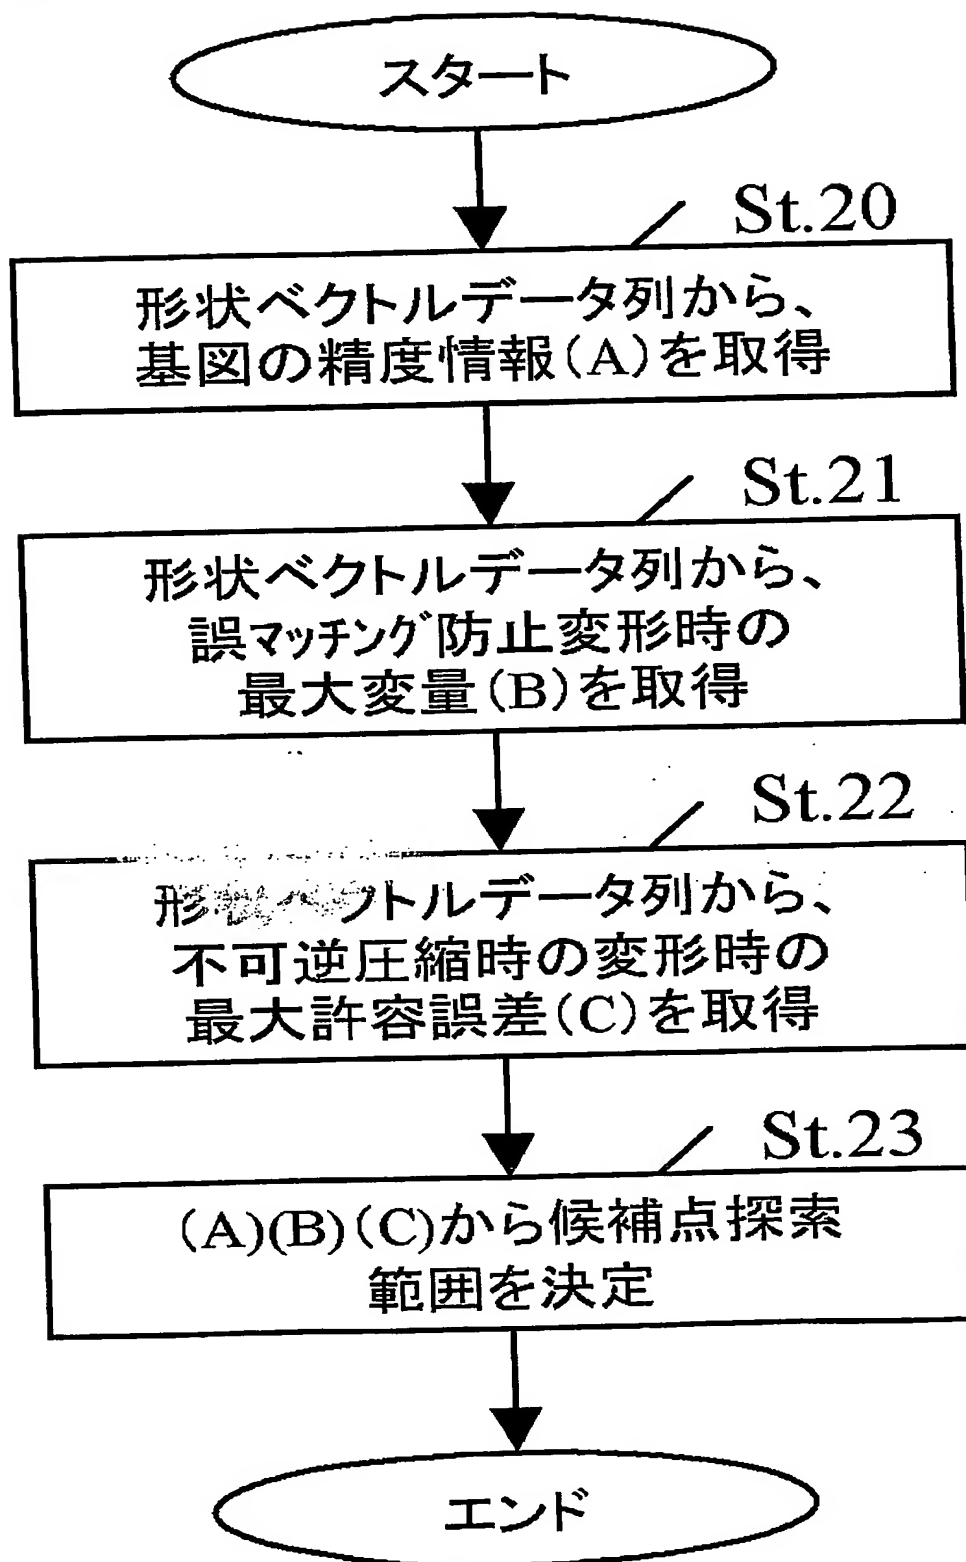 スタート
St.20
形状ベクトルデータ列から、
基図の精度情報(A)を取得
St.21
形状ベクトルデータ列から、
誤マッチング防止変形時の
最大変量(B)を取得
St.22
形状ベクトルデータ列から、
不可逆圧縮時の変形時の
最大許容誤差(C)を取得
St.23
(A)(B)(C)から候補点探索
範囲を決定
エンド